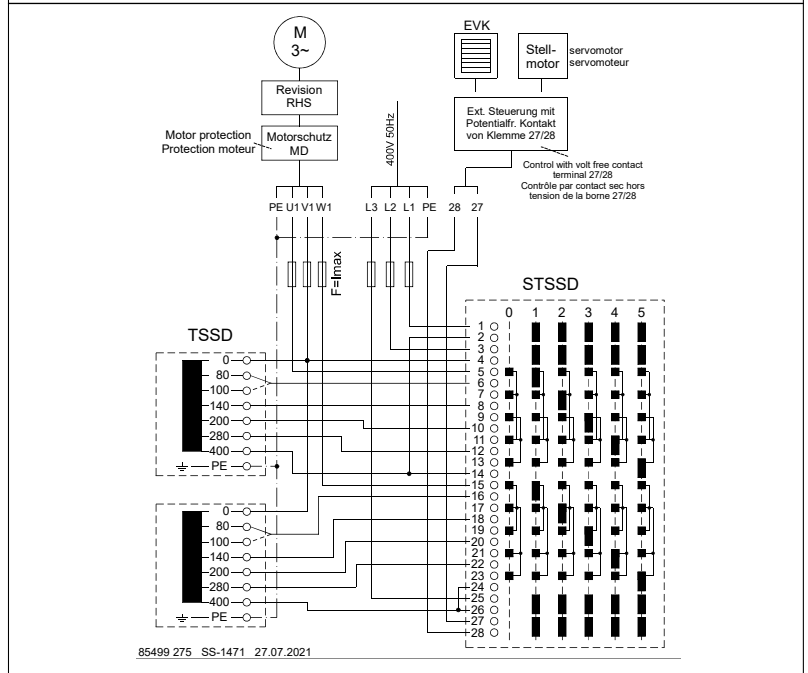 M
3~
Revision
RHS
Motor protection
Protection moteur
Motorschutz
MD
400V 50Hz
EVK
Stell-
motor
servomotor
servomoteur
Ext. Steuerung mit
Potentialfr. Kontakt
von Klemme 27/28
Control with volt free contact
terminal 27/28
Contrôle par contact sec hors
tension de la borne 27/28
PE U1 V1 W1 L3 L2 L1 PE 28 27
F=Imax
TSSD
0
80
100
140
200
280
400
PE
0
80
100
140
200
280
400
PE
STSSD
0 1 2 3 4 5
1
2
3
4
5
6
7
8
9
10
11
12
13
14
15
16
17
18
19
20
21
22
23
24
25
26
27
28
85499 275 SS-1471 27.07.2021